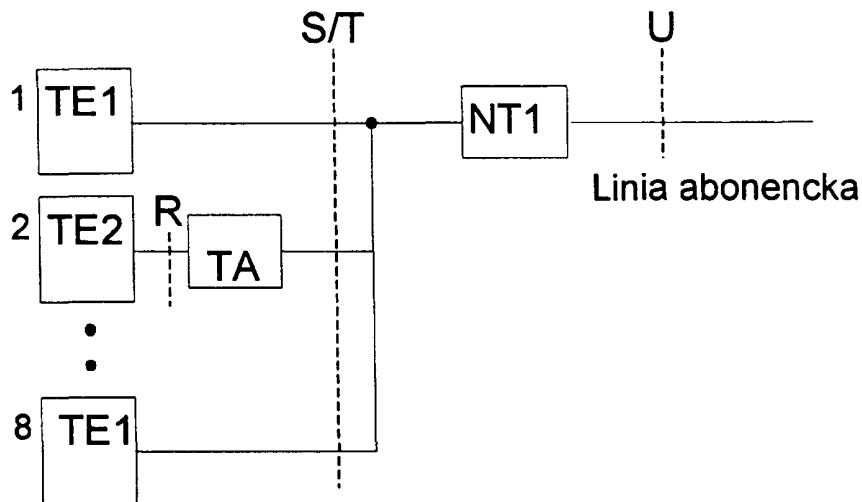 S/T
U
1
TE1
NT1
Linia abonencka
2
TE2
R
TA
8
TE1